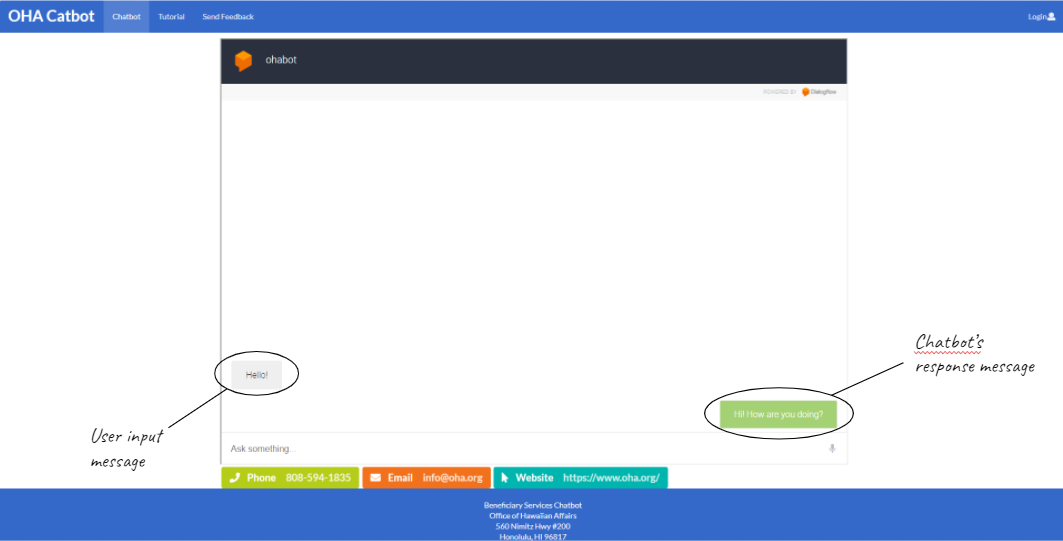 OHA Catbot Chatbot Tutorial Send Feedback Login
ohabot
POWERED BY Dialogflow
Chatbot's
response message
Hello!
Hi! How are you doing?
User input
message
Ask something...
Phone 808-594-1835 Email info@oha.org Website https://www.oha.org/
Beneficiary Services Chatbot
Office of Hawaiian Affairs
560 Nimitz Hwy #200
Honolulu, HI 96817